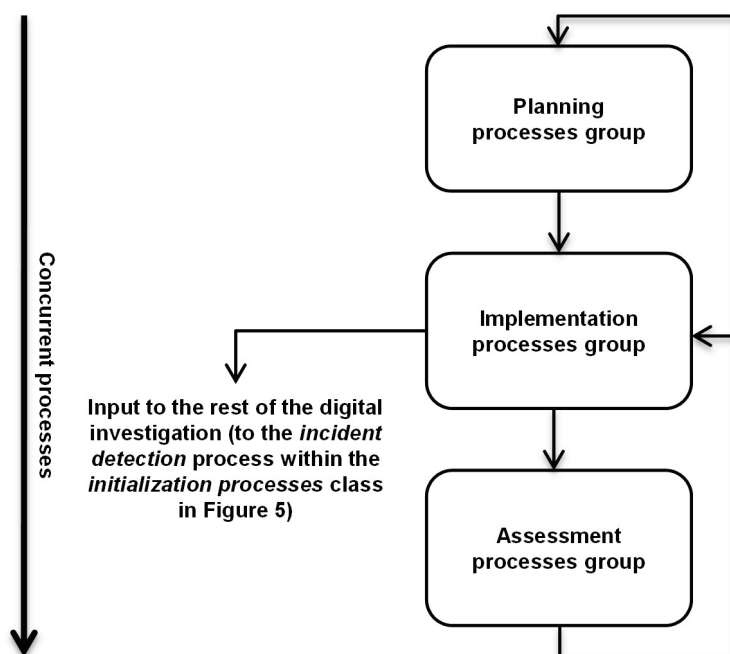 Planning
processes group
Concurrent processes
Implementation
processes group
Input to the rest of the digital
investigation (to the incident
detection process within the
initialization processes class
in Figure 5)
Assessment
processes group